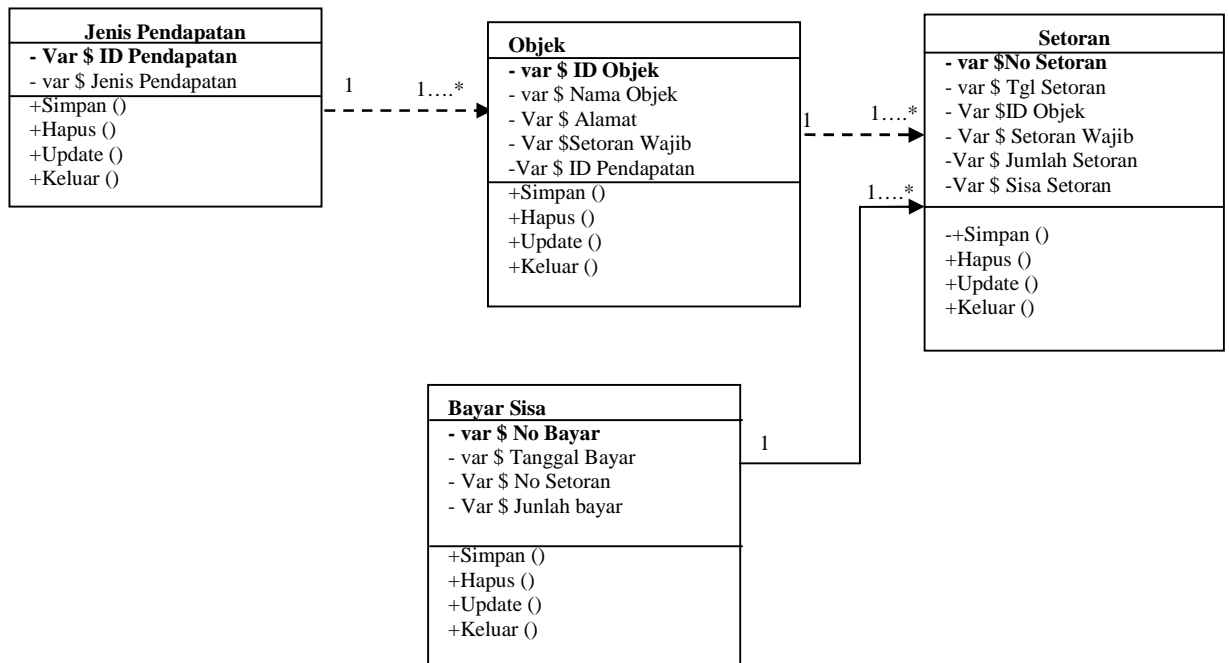 Jenis Pendapatan
- Var $ ID Pendapatan
- var $ Jenis Pendapatan
+Simpan ()
+Hapus ()
+Update ()
+Keluar ()
1
1....*
Objek
- var $ ID Objek
- var $ Nama Objek
- Var $ Alamat
- Var $Setoran Wajib
-Var $ ID Pendapatan
+Simpan ()
+Hapus ()
+Update ()
+Keluar ()
1
1....*
1....*
Setoran
- var $No Setoran
- var $ Tgl Setoran
- Var $ID Objek
- Var $ Setoran Wajib
-Var $ Jumlah Setoran
-Var $ Sisa Setoran
-+Simpan ()
+Hapus ()
+Update ()
+Keluar ()
Bayar Sisa
- var $ No Bayar
- var $ Tanggal Bayar
- Var $ No Setoran
- Var $ Junlah bayar
+Simpan ()
+Hapus ()
+Update ()
+Keluar ()
1